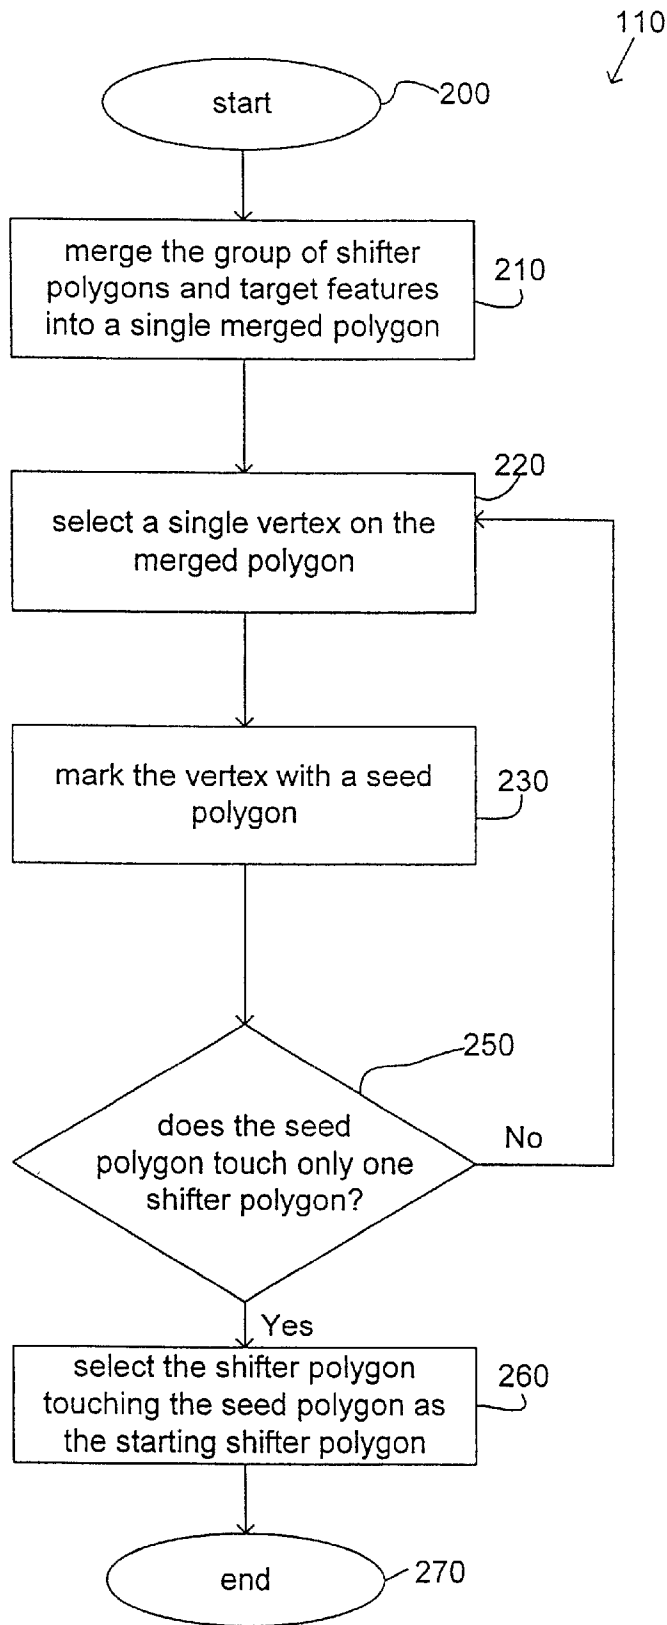 110
start
200
merge the group of shifter
polygons and target features
into a single merged polygon
210
220
select a single vertex on the
merged polygon
mark the vertex with a seed
polygon
230
250
does the seed
polygon touch only one
shifter polygon?
No
Yes
select the shifter polygon
touching the seed polygon as
the starting shifter polygon
260
end
270